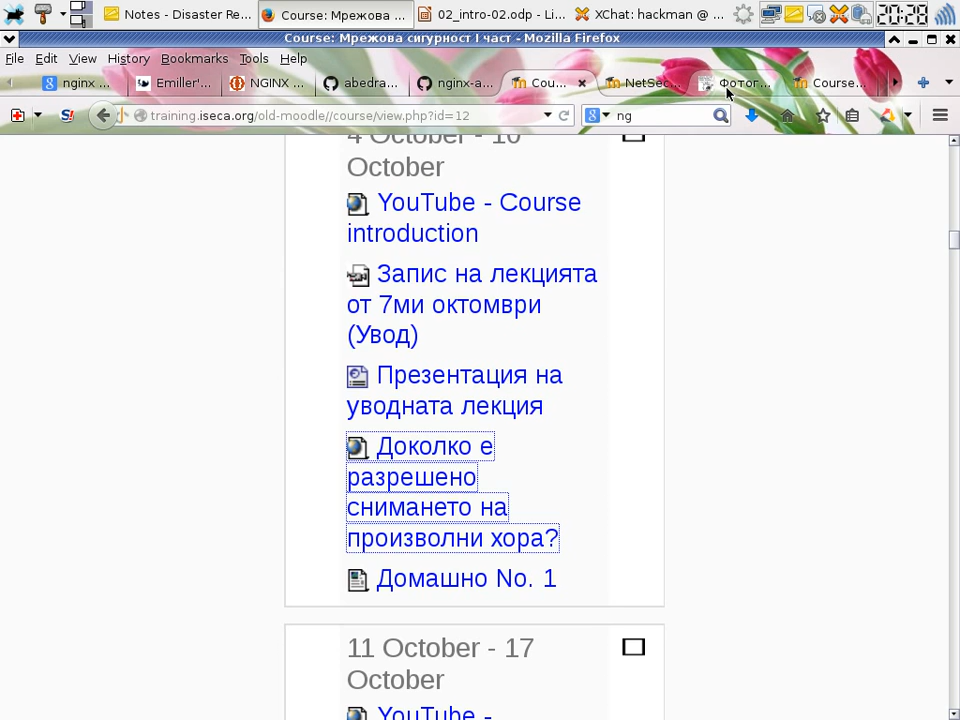 Notes - Disaster Re...
Course: Мрежова ...
02_intro-02.odp - Li...
XChat: hackman @ ...
20:20
Course: Мрежова сигурност I част - Mozilla Firefox
File Edit View History Bookmarks Tools Help
nginx ...
Emiller'...
NGINX ...
abedra...
nginx-a...
Cou...
NetSec...
Фотог...
Course...
training.iseca.org/old-moodle//course/view.php?id=12
ng
4 October - 10
October
YouTube - Course
introduction
Запис на лекцията
от 7ми октомври
(Увод)
Презентация на
уводната лекция
Доколко е
разрешено
снимането на
произволни хора?
Домашно No. 1
11 October - 17
October
YouTube -